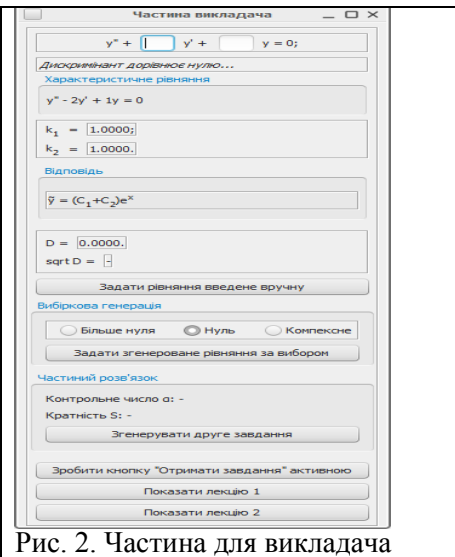 Частина викладача
y" + y' + y = 0;
Дискримінант дорівнює нулю...
Характеристичне рівняння
y" - 2y' + 1y = 0
k₁ = 1.0000;
k₂ = 1.0000.
Відповідь
ỹ = (C₁+C₂)eˣ
D = 0.0000.
sqrt D = -
Задати рівняння введене вручну
Вибіркова генерація
Більше нуля Нуль Компексне
Задати згенероване рівняння за вибором
Частиний розв'язок
Контрольне число α: -
Кратність S: -
Згенерувати друге завдання
Зробити кнопку "Отримати завдання" активною
Показати лекцію 1
Показати лекцію 2
Рис. 2. Частина для викладача